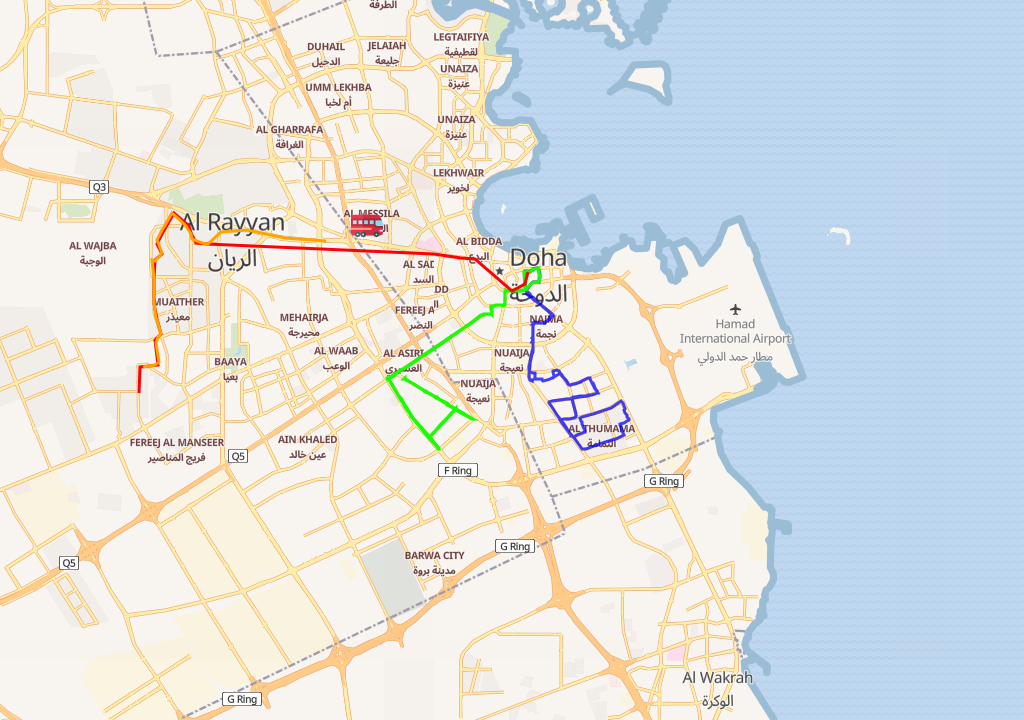 الطرفة
LEGTAIFIYA
لقطيفية
DUHAIL
الدحيل
JELAIAH
جليعة
UNAIZA
عنيزة
UMM LEKHBA
أم لخبا
UNAIZA
عنيزة
AL GHARRAFA
الغرافة
LEKHWAIR
لخوير
Q3
AL MESSILA
Al Rayyan
الريان
AL WAJBA
الوجبة
AL BIDDA
البدع
Doha
الدوحة
السد
DD
ال
MUAITHER
معيذر
MEHAIRJA
محيرجة
FEREEJ A
النصر
NAJMA
نجمة
Hamad
International Airport
مطار حمد الدولي
BAAYA
بعيا
AL WAAB
الوعب
AL ASIRI
العسيري
NUAIJA
نعيجة
NUAIJA
نعيجة
AL THUMAMA
الثمامة
FEREEJ AL MANSEER
فريج المناصير
AIN KHALED
عين خالد
Q5
F Ring
G Ring
G Ring
Q5
BARWA CITY
مدينة بروة
Al Wakrah
الوكرة
G Ring